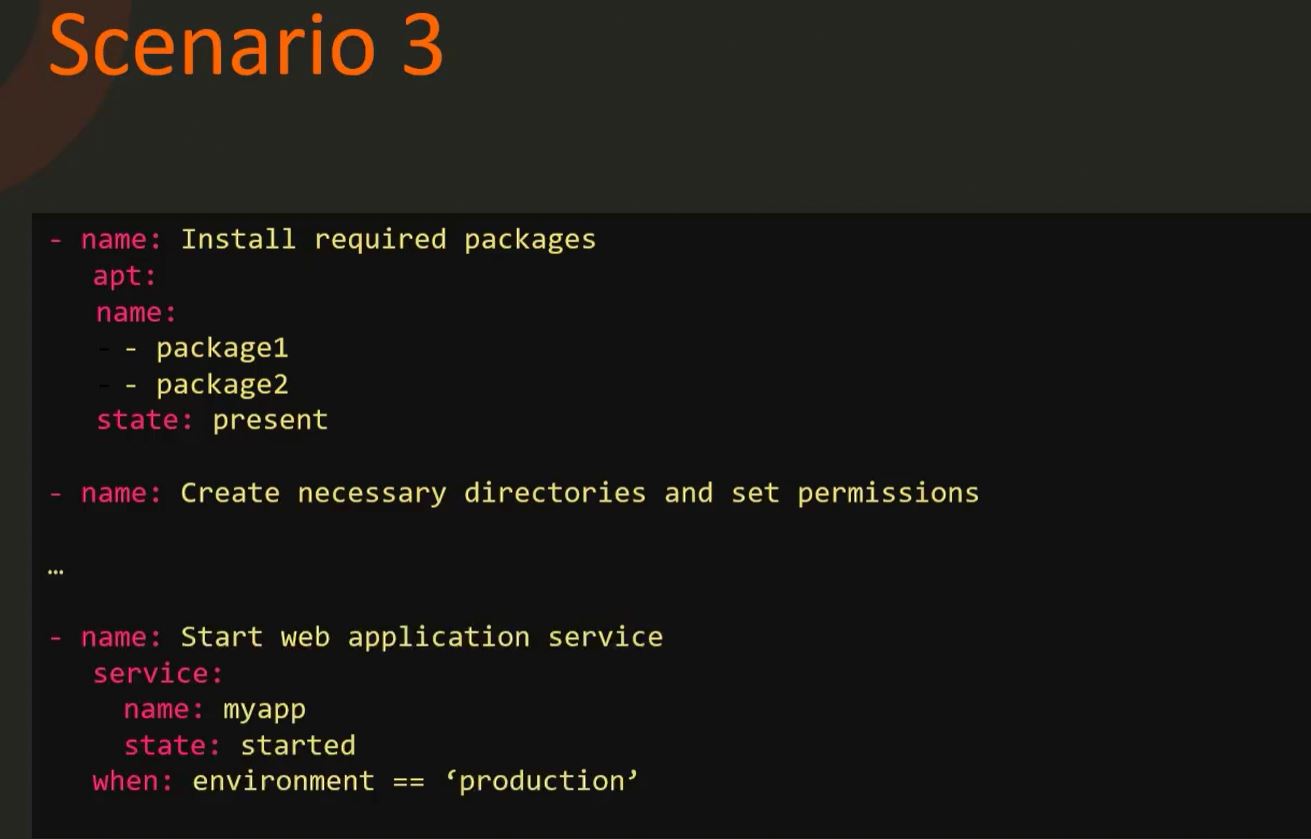 Scenario 3
- name: Install required packages
apt:
name:
- - package1
- - package2
state: present
- name: Create necessary directories and set permissions
…
- name: Start web application service
service:
name: myapp
state: started
when: environment == ‘production’